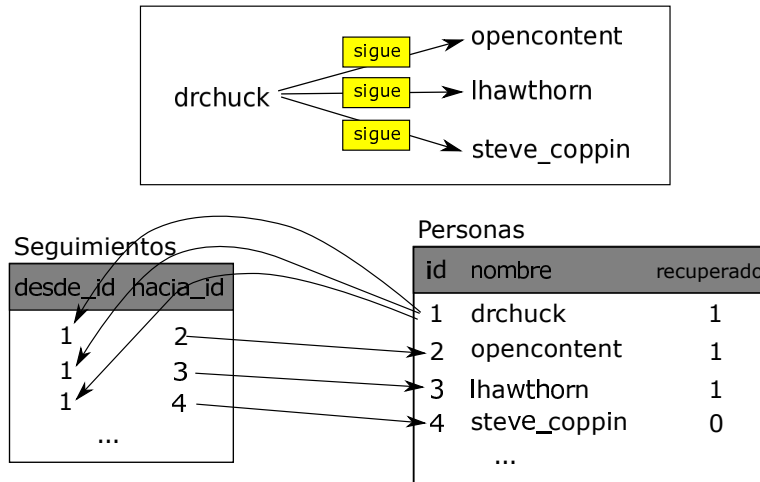 sigue
opencontent
drchuck
sigue
lhawthorn
sigue
steve_coppin
Seguimientos
desde_id hacia_id
1 2
1 3
1 4
...
Personas
id nombre recuperado
1 drchuck 1
2 opencontent 1
3 lhawthorn 1
4 steve_coppin 0
...